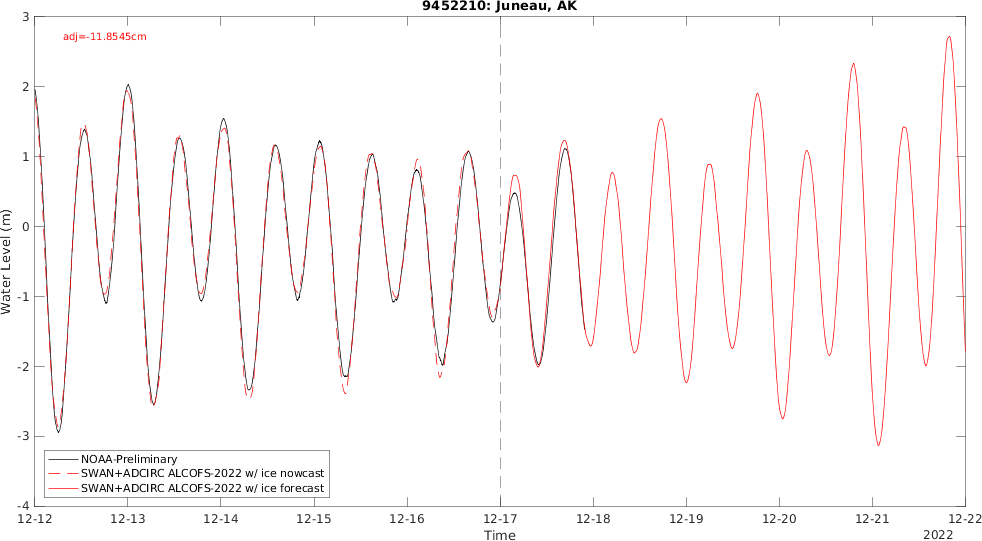 9452210: Juneau, AK
adj=-11.8545cm
3
2
1
0
-1
-2
-3
-4
Water Level (m)
NOAA-Preliminary
SWAN+ADCIRC ALCOFS-2022 w/ ice nowcast
SWAN+ADCIRC ALCOFS-2022 w/ ice forecast
12-12 12-13 12-14 12-15 12-16 12-17 12-18 12-19 12-20 12-21 12-22
Time
2022